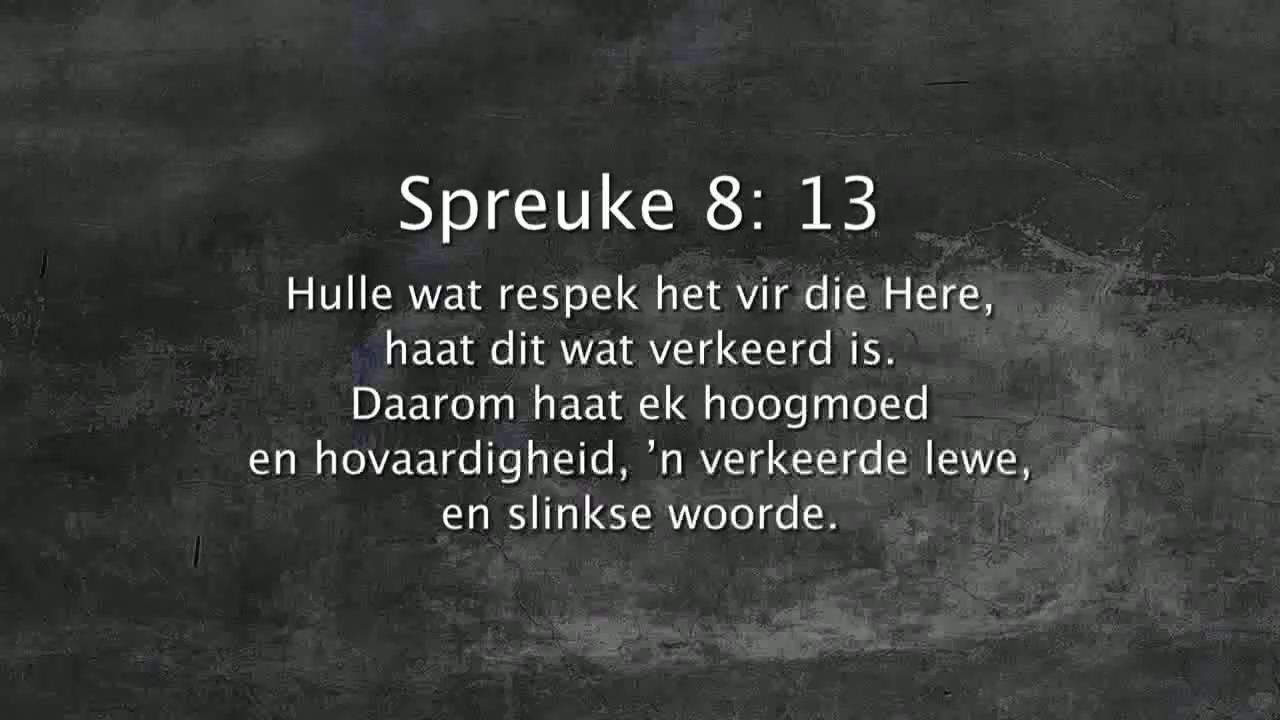 Spreuke 8: 13
Hulle wat respek het vir die Here,
haat dit wat verkeerd is.
Daarom haat ek hoogmoed
en hovaardigheid, ’n verkeerde lewe,
en slinkse woorde.